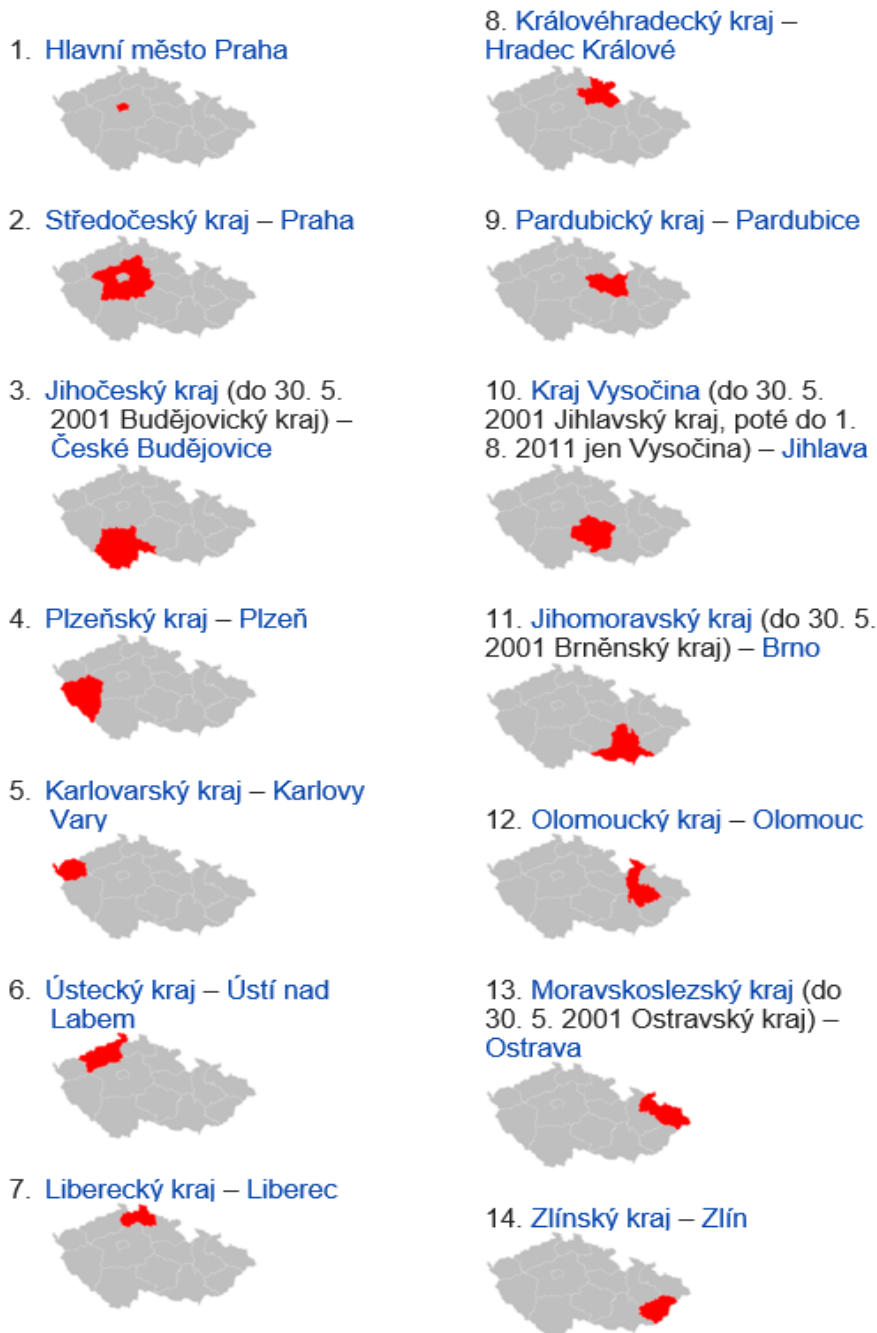 1. Hlavní město Praha
2. Středočeský kraj – Praha
3. Jihočeský kraj (do 30. 5.
2001 Budějovický kraj) –
České Budějovice
4. Plzeňský kraj – Plzeň
5. Karlovarský kraj – Karlovy
Vary
6. Ústecký kraj – Ústí nad
Labem
7. Liberecký kraj – Liberec
8. Královéhradecký kraj –
Hradec Králové
9. Pardubický kraj – Pardubice
10. Kraj Vysočina (do 30. 5.
2001 Jihlavský kraj, poté do 1.
8. 2011 jen Vysočina) – Jihlava
11. Jihomoravský kraj (do 30. 5.
2001 Brněnský kraj) – Brno
12. Olomoucký kraj – Olomouc
13. Moravskoslezský kraj (do
30. 5. 2001 Ostravský kraj) –
Ostrava
14. Zlínský kraj – Zlín